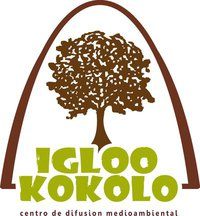 IGLOO
KOKOLO
centro de difusion medioambiental